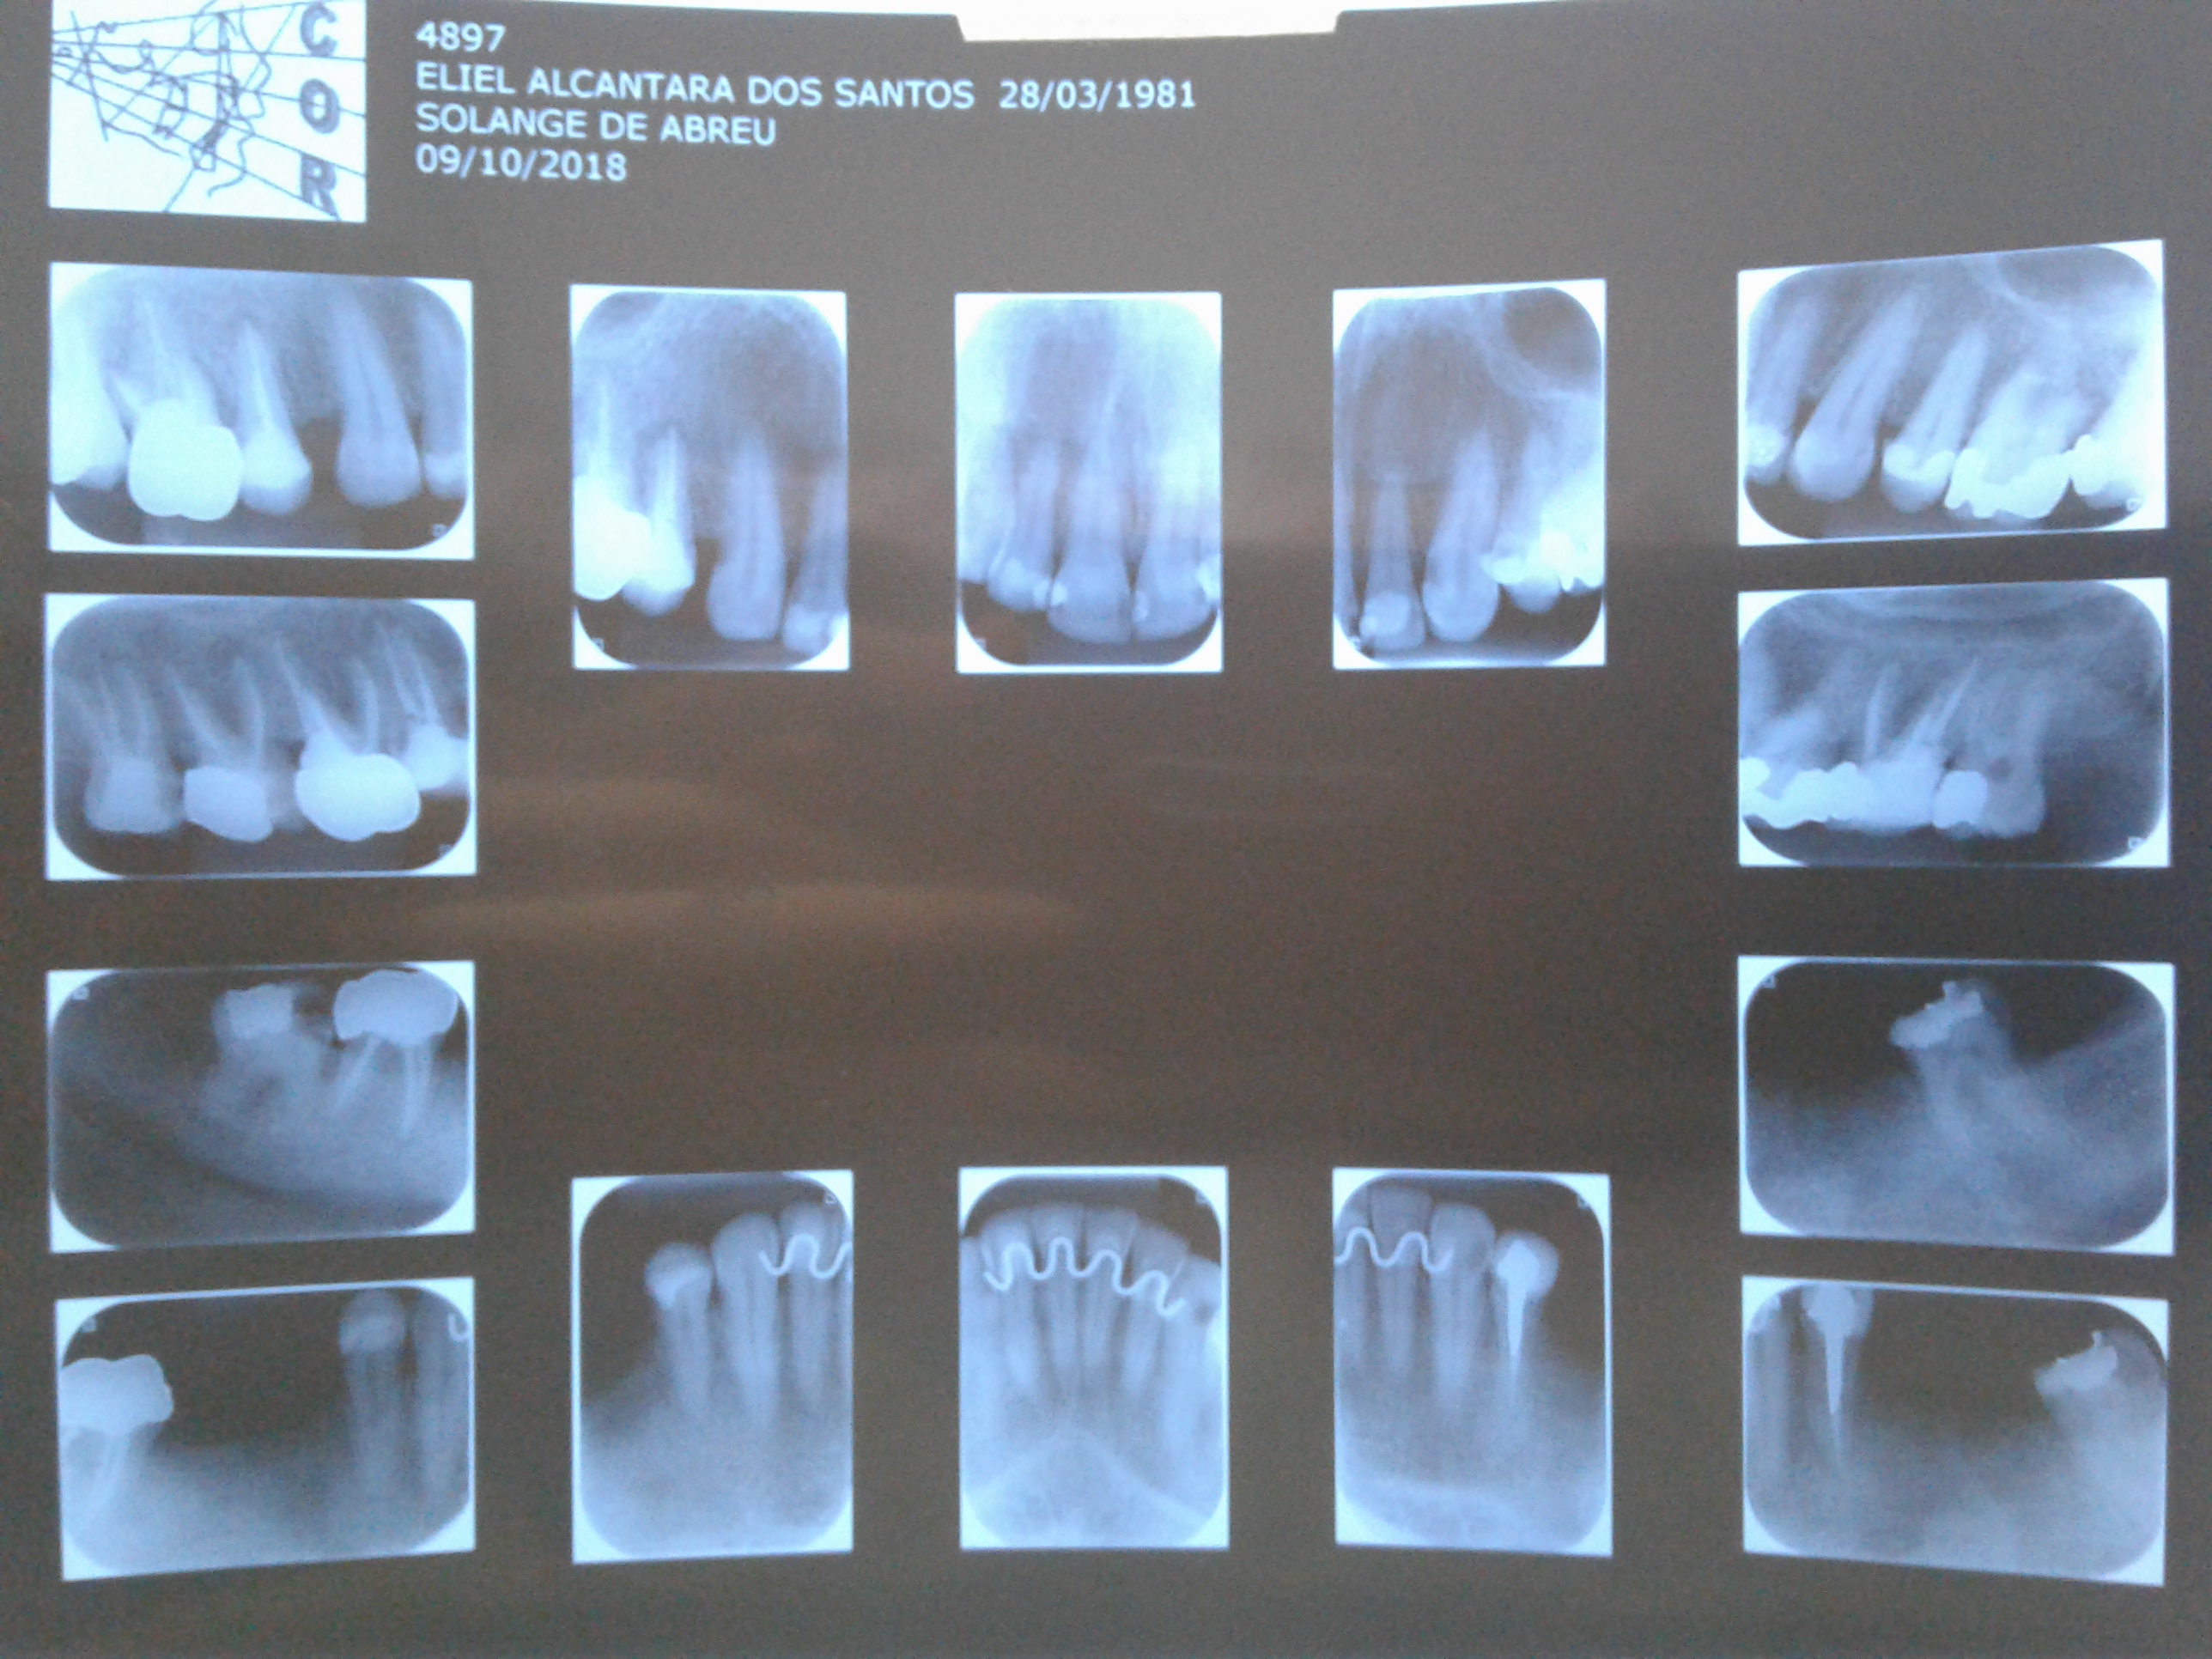 C
O
R
4897
ELIEL ALCANTARA DOS SANTOS 28/03/1981
SOLANGE DE ABREU
09/10/2018